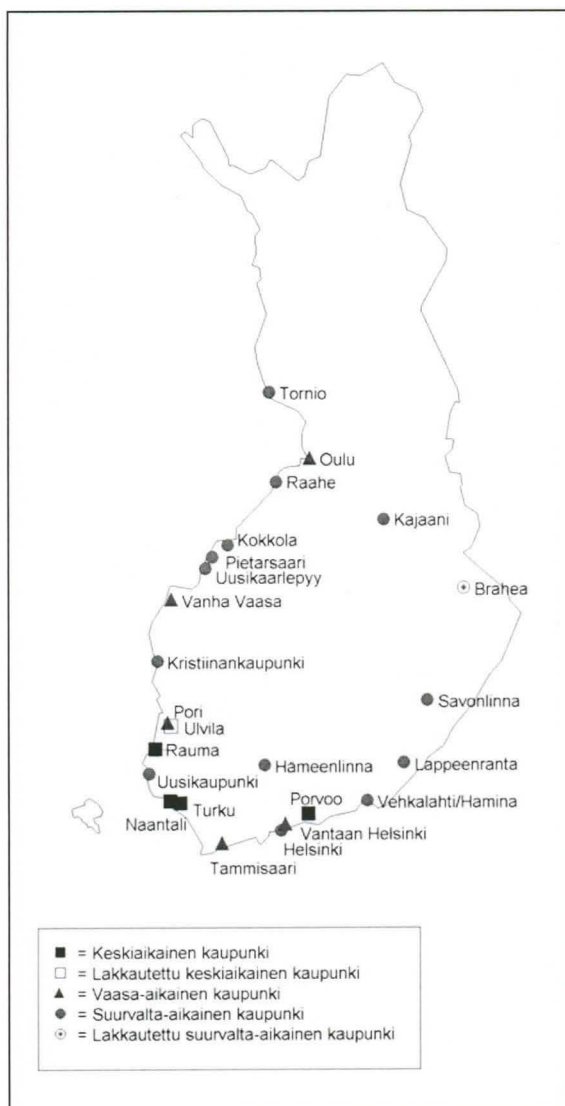 Tornio
Oulu
Raahe
Kajaani
Kokkola
Pietarsaari
Uusikaarlepyy
Brahea
Vanha Vaasa
Kristiinankaupunki
Savonlinna
Pori
Ulvila
Rauma
Hämeenlinna
Lappeenranta
Uusikaupunki
Porvoo
Vehkalahti/Hamina
Turku
Naantali
Vantaan Helsinki
Helsinki
Tammisaari
■ = Keskiaikainen kaupunki
□ = Lakkautettu keskiaikainen kaupunki
▲ = Vaasa-aikainen kaupunki
● = Suurvalta-aikainen kaupunki
☉ = Lakkautettu suurvalta-aikainen kaupunki